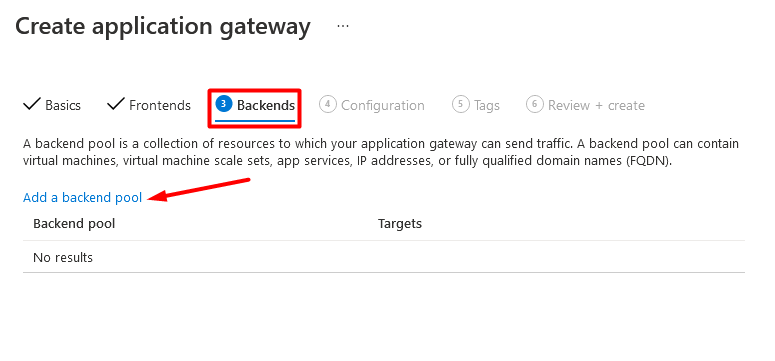 Create application gateway ...
Basics Frontends 3 Backends 4 Configuration 5 Tags 6 Review + create
A backend pool is a collection of resources to which your application gateway can send traffic. A backend pool can contain
virtual machines, virtual machine scale sets, app services, IP addresses, or fully qualified domain names (FQDN).
Add a backend pool
Backend pool Targets
No results